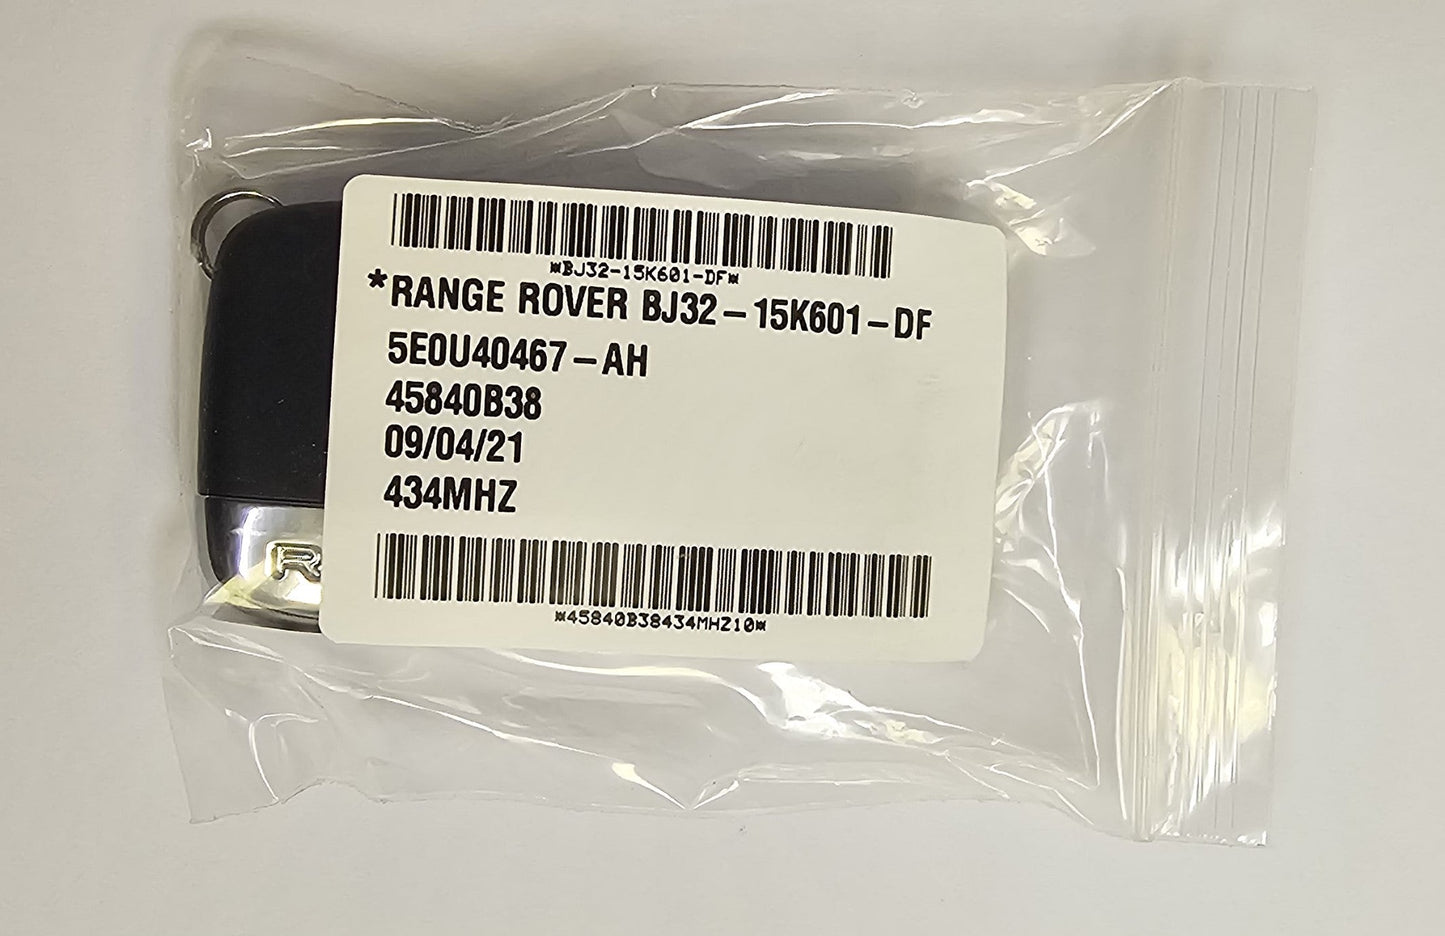 *BJ32-15K601-DF*
*RANGE ROVER BJ32-15K601-DF
5E0U40467-AH
45840B38
09/04/21
434MHZ
R
*45840B38434MHZ10*